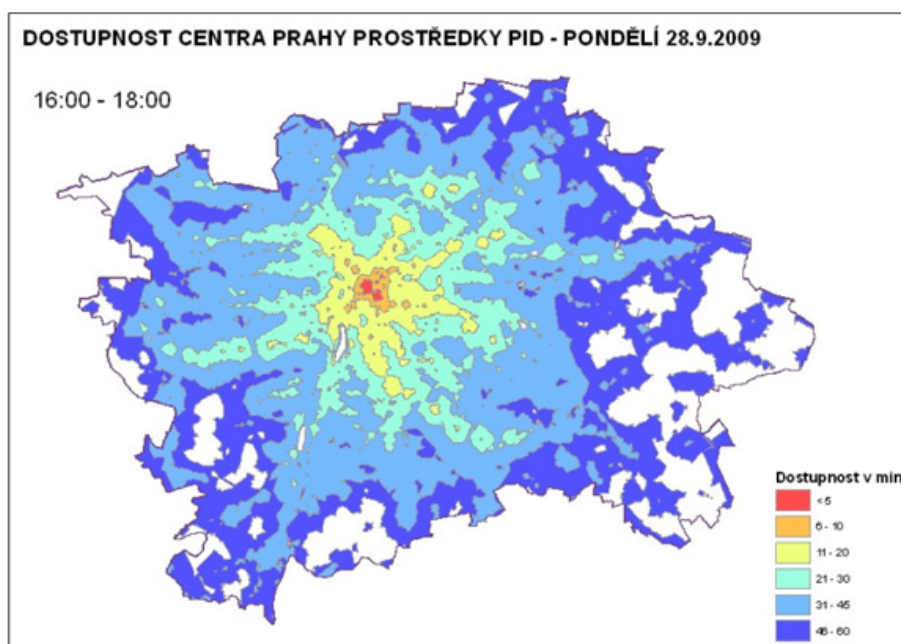 DOSTUPNOST CENTRA PRAHY PROSTŘEDKY PID - PONDĚLÍ 28.9.2009
16:00 - 18:00
Dostupnost v min
< 5
6 - 10
11 - 20
21 - 30
31 - 45
46 - 60